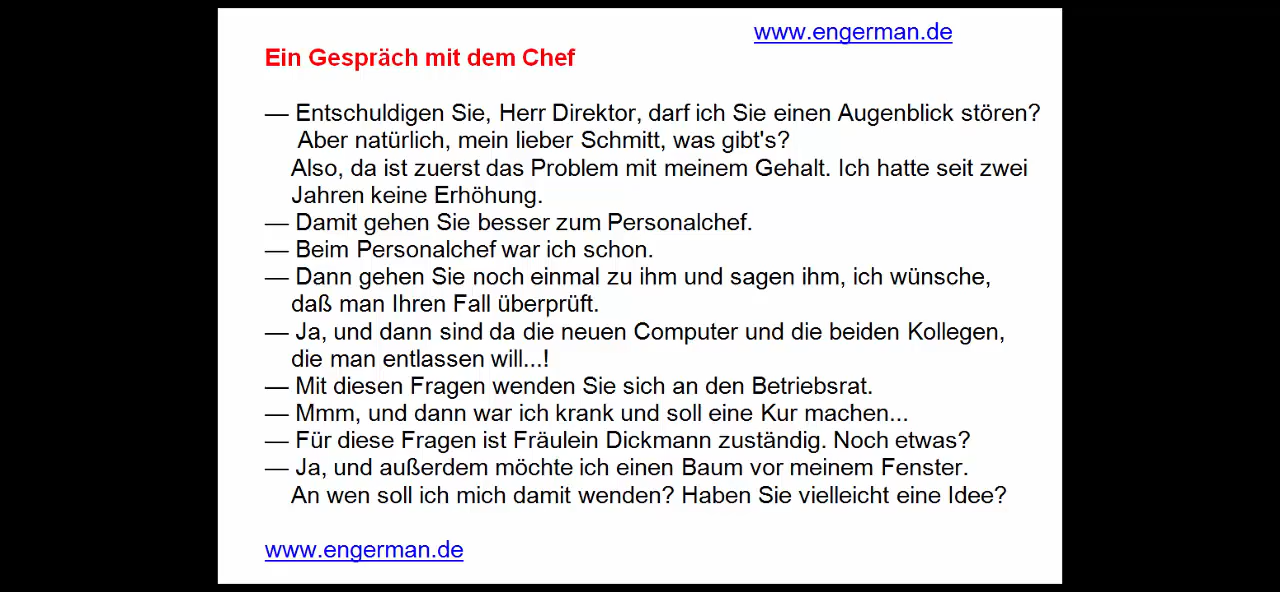 www.engerman.de
Ein Gespräch mit dem Chef
— Entschuldigen Sie, Herr Direktor, darf ich Sie einen Augenblick stören?
Aber natürlich, mein lieber Schmitt, was gibt's?
Also, da ist zuerst das Problem mit meinem Gehalt. Ich hatte seit zwei
Jahren keine Erhöhung.
— Damit gehen Sie besser zum Personalchef.
— Beim Personalchef war ich schon.
— Dann gehen Sie noch einmal zu ihm und sagen ihm, ich wünsche,
daß man Ihren Fall überprüft.
— Ja, und dann sind da die neuen Computer und die beiden Kollegen,
die man entlassen will...!
— Mit diesen Fragen wenden Sie sich an den Betriebsrat.
— Mmm, und dann war ich krank und soll eine Kur machen...
— Für diese Fragen ist Fräulein Dickmann zuständig. Noch etwas?
— Ja, und außerdem möchte ich einen Baum vor meinem Fenster.
An wen soll ich mich damit wenden? Haben Sie vielleicht eine Idee?
www.engerman.de